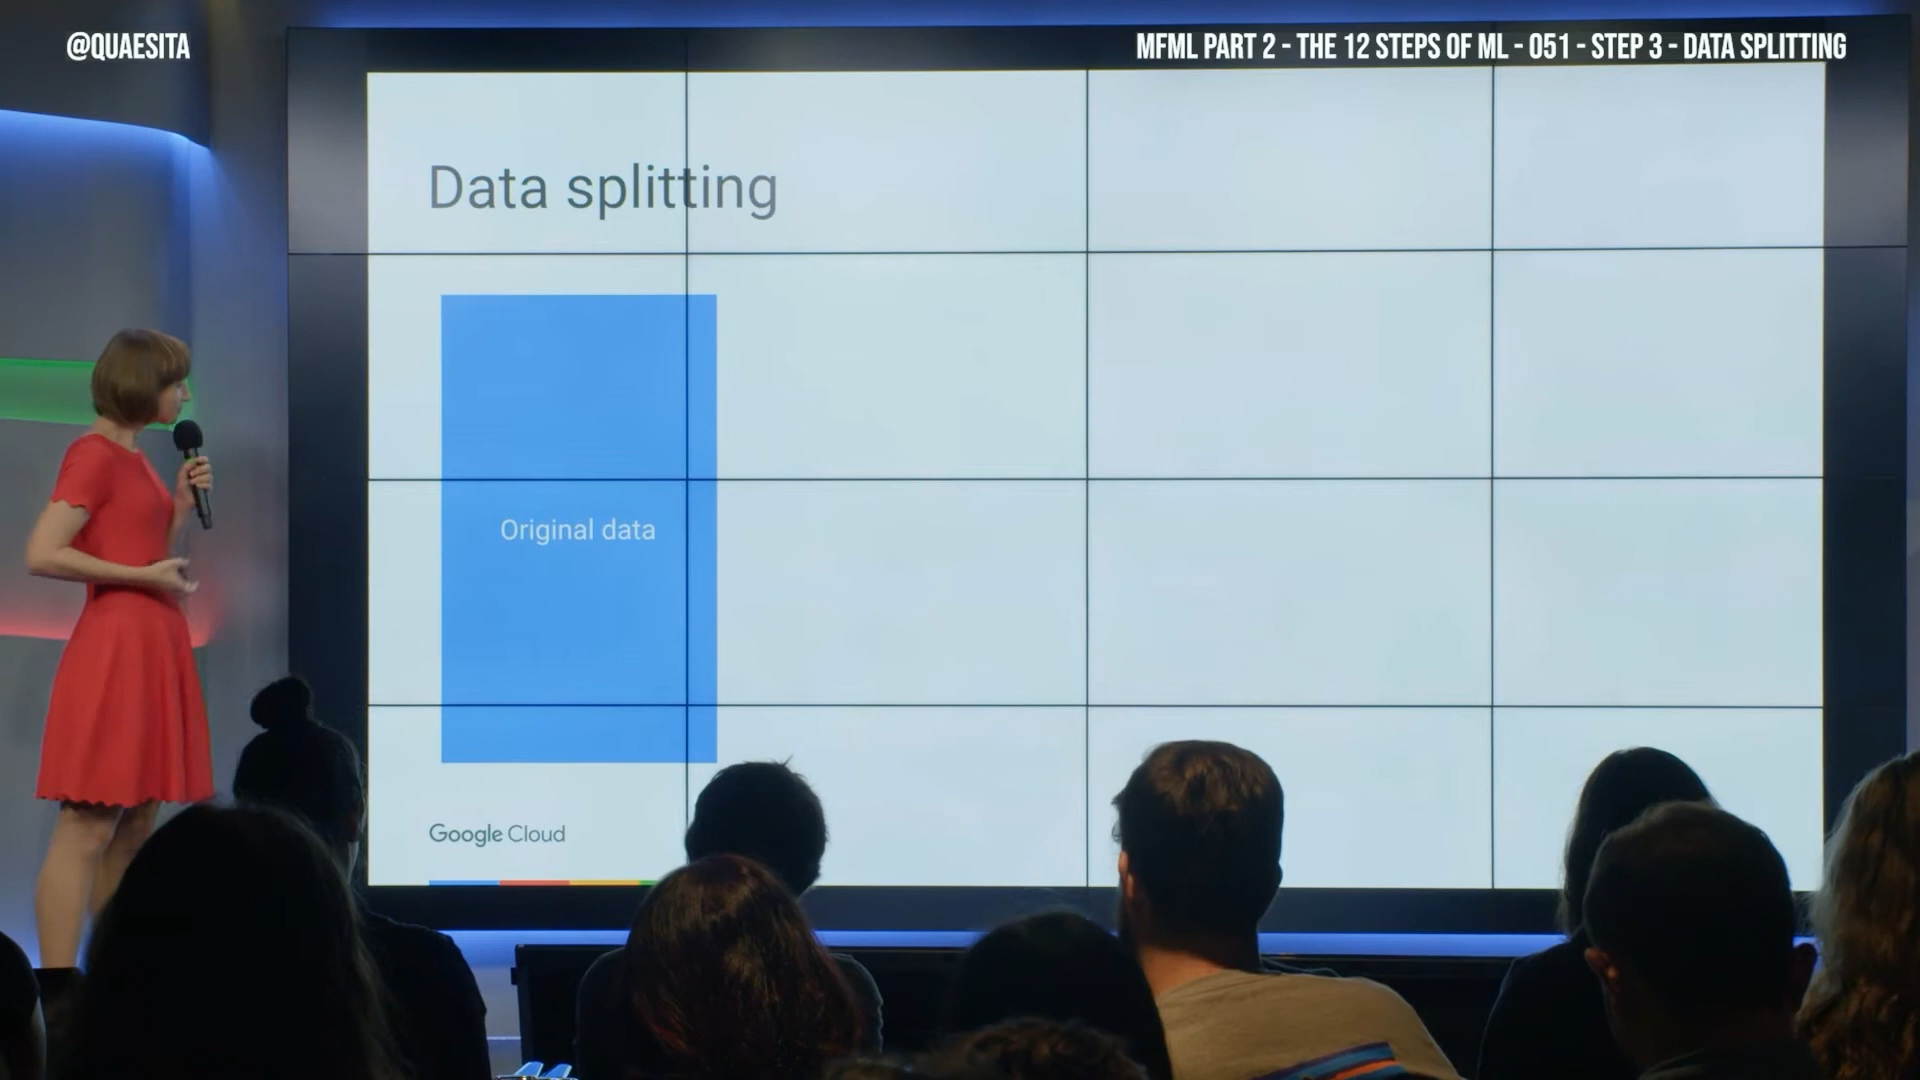 @QUAESITA
MFML PART 2 - THE 12 STEPS OF ML - 051 - STEP 3 - DATA SPLITTING
Data splitting
Original data
Google Cloud